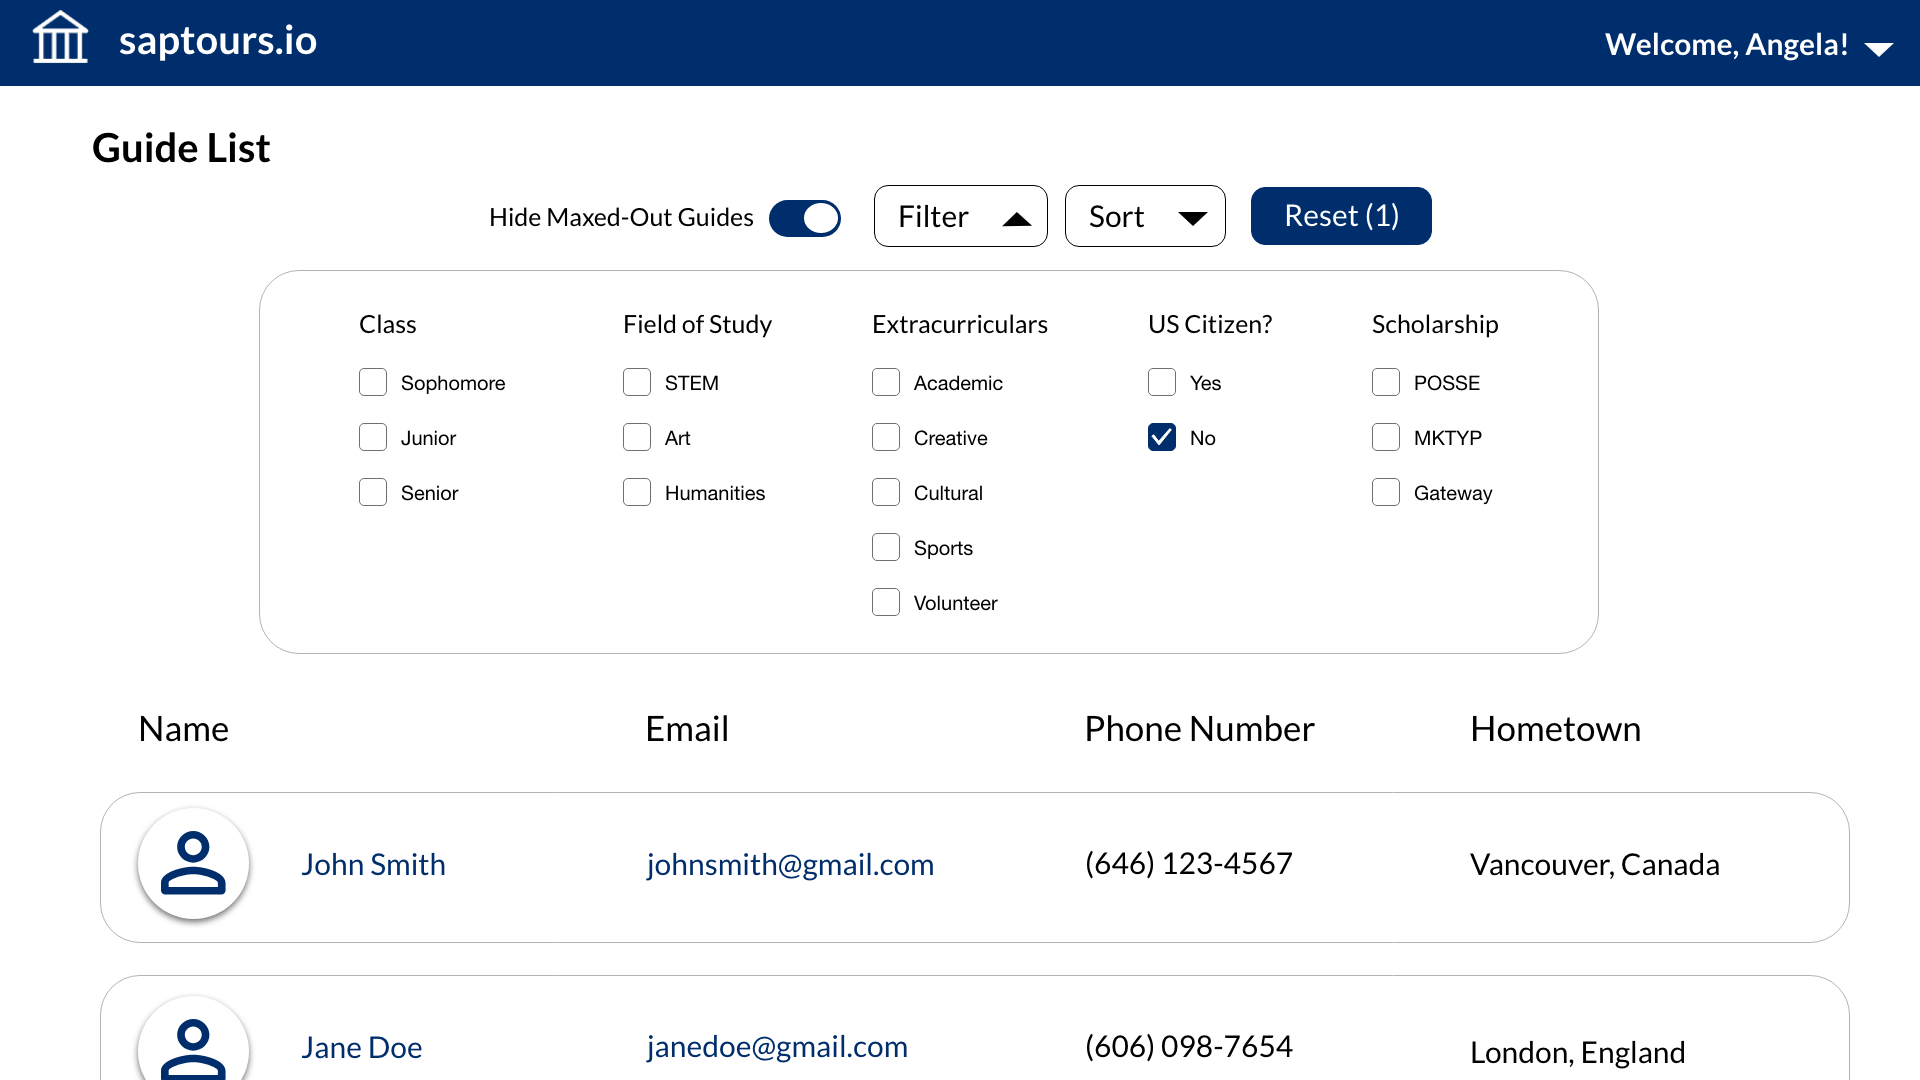 saptours.io
Welcome, Angela!
Guide List
Hide Maxed-Out Guides
Filter
Sort
Reset (1)
Class
Sophomore
Junior
Senior
Field of Study
STEM
Art
Humanities
Extracurriculars
Academic
Creative
Cultural
Sports
Volunteer
US Citizen?
Yes
No
Scholarship
POSSE
MKTYP
Gateway
Name Email Phone Number Hometown
John Smith johnsmith@gmail.com (646) 123-4567 Vancouver, Canada
Jane Doe janedoe@gmail.com (606) 098-7654 London, England